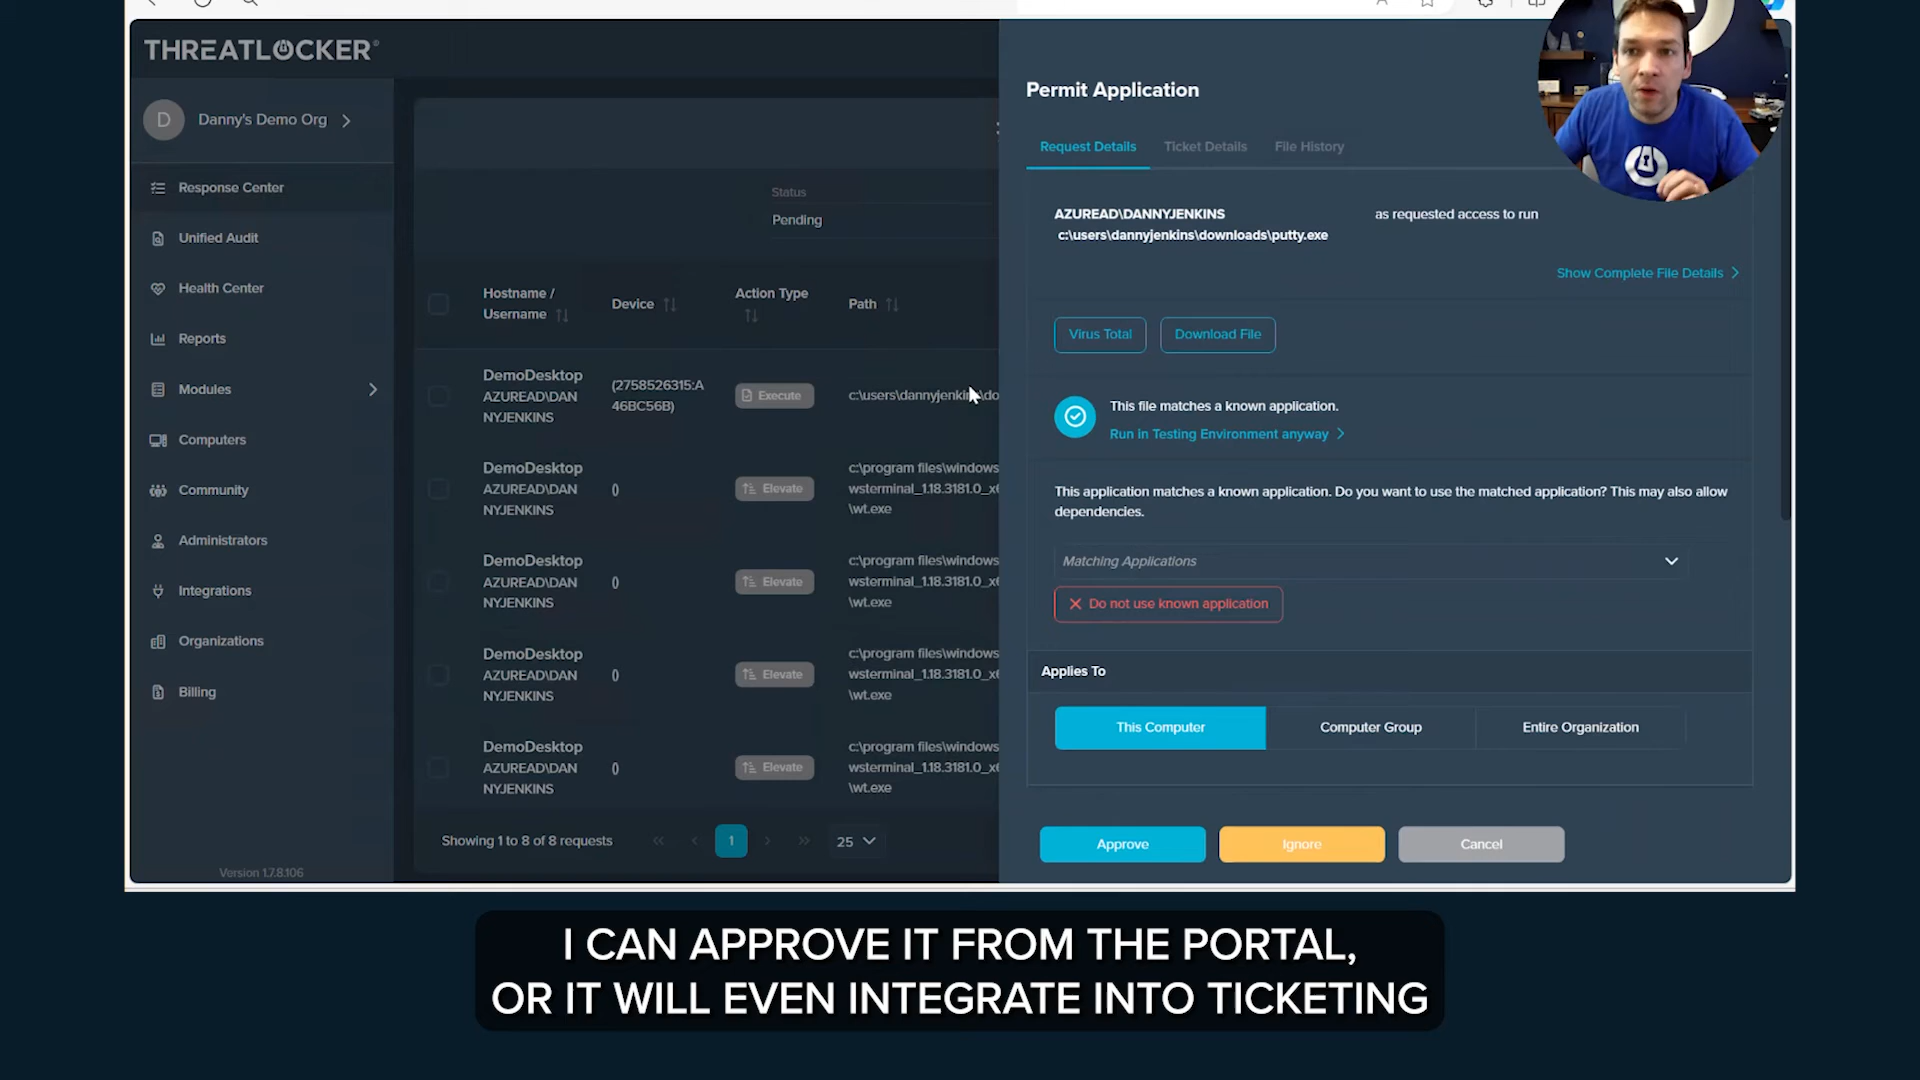 THREATLOCKER
D
Danny's Demo Org
Response Center
Unified Audit
Health Center
Reports
Modules
Computers
Community
Administrators
Integrations
Organizations
Billing
Version 1.7.8.106
Status
Pending
Hostname /
Username
Device
Action Type
Path
DemoDesktop
AZUREAD\DAN
NYJENKINS
(2758526315:A
46BC56B)
Execute
c:\users\dannyjenkins\do
DemoDesktop
AZUREAD\DAN
NYJENKINS
()
Elevate
c:\program files\windows
wsterminal_1.18.3181.0_x6
\wt.exe
DemoDesktop
AZUREAD\DAN
NYJENKINS
()
Elevate
c:\program files\windows
wsterminal_1.18.3181.0_x6
\wt.exe
DemoDesktop
AZUREAD\DAN
NYJENKINS
()
Elevate
c:\program files\windows
wsterminal_1.18.3181.0_x6
\wt.exe
DemoDesktop
AZUREAD\DAN
NYJENKINS
()
Elevate
c:\program files\windows
wsterminal_1.18.3181.0_x6
\wt.exe
Showing 1 to 8 of 8 requests
1
25
Permit Application
Request Details
Ticket Details
File History
AZUREAD\DANNYJENKINS as requested access to run
c:\users\dannyjenkins\downloads\putty.exe
Show Complete File Details
Virus Total
Download File
This file matches a known application.
Run in Testing Environment anyway
This application matches a known application. Do you want to use the matched application? This may also allow
dependencies.
Matching Applications
Do not use known application
Applies To
This Computer
Computer Group
Entire Organization
Approve
Ignore
Cancel
I CAN APPROVE IT FROM THE PORTAL,
OR IT WILL EVEN INTEGRATE INTO TICKETING